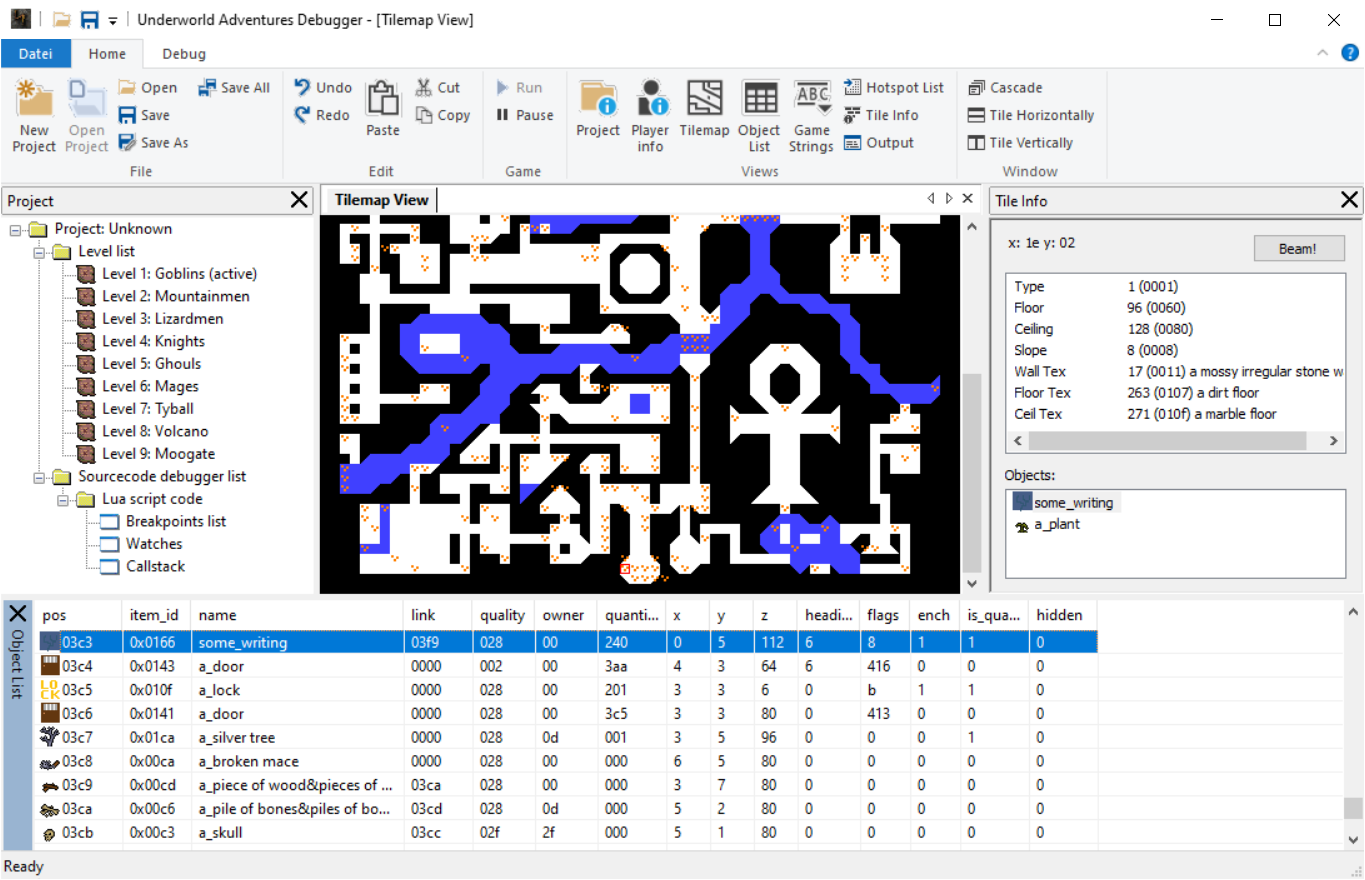 Underworld Adventures Debugger - [Tilemap View]
Datei Home Debug
New Project Open Project Open Save Save As Save All
File
Undo Redo Paste Cut Copy
Edit
Run Pause
Game
Project Player info Tilemap Object List ABC Game Strings Hotspot List Tile Info Output
Views
Cascade Tile Horizontally Tile Vertically
Window
Project
Project: Unknown
Level list
Level 1: Goblins (active)
Level 2: Mountainmen
Level 3: Lizardmen
Level 4: Knights
Level 5: Ghouls
Level 6: Mages
Level 7: Tyball
Level 8: Volcano
Level 9: Moogate
Sourcecode debugger list
Lua script code
Breakpoints list
Watches
Callstack
Tilemap View
Tile Info
x: 1e y: 02 Beam!
Type 1 (0001)
Floor 96 (0060)
Ceiling 128 (0080)
Slope 8 (0008)
Wall Tex 17 (0011) a mossy irregular stone w
Floor Tex 263 (0107) a dirt floor
Ceil Tex 271 (010f) a marble floor
Objects:
some_writing
a_plant
Object List
pos item_id name link quality owner quanti... x y z headi... flags ench is_qua... hidden
03c3 0x0166 some_writing 03f9 028 00 240 0 5 112 6 8 1 1 0
03c4 0x0143 a_door 0000 002 00 3aa 4 3 64 6 416 0 0 0
LOCK 03c5 0x010f a_lock 0000 028 00 201 3 3 6 0 b 1 1 0
03c6 0x0141 a_door 0000 028 00 3c5 3 3 80 0 413 0 0 0
03c7 0x01ca a_silver tree 0000 028 0d 001 3 5 96 0 0 0 1 0
03c8 0x00ca a_broken mace 0000 028 00 000 6 5 80 0 0 0 0 0
03c9 0x00cd a_piece of wood&pieces of ... 03ca 028 00 000 3 7 80 0 0 0 0 0
03ca 0x00c6 a_pile of bones&piles of bo... 03cd 028 0d 000 5 2 80 0 0 0 0 0
03cb 0x00c3 a_skull 03cc 02f 2f 000 5 1 80 0 0 0 0 0
Ready